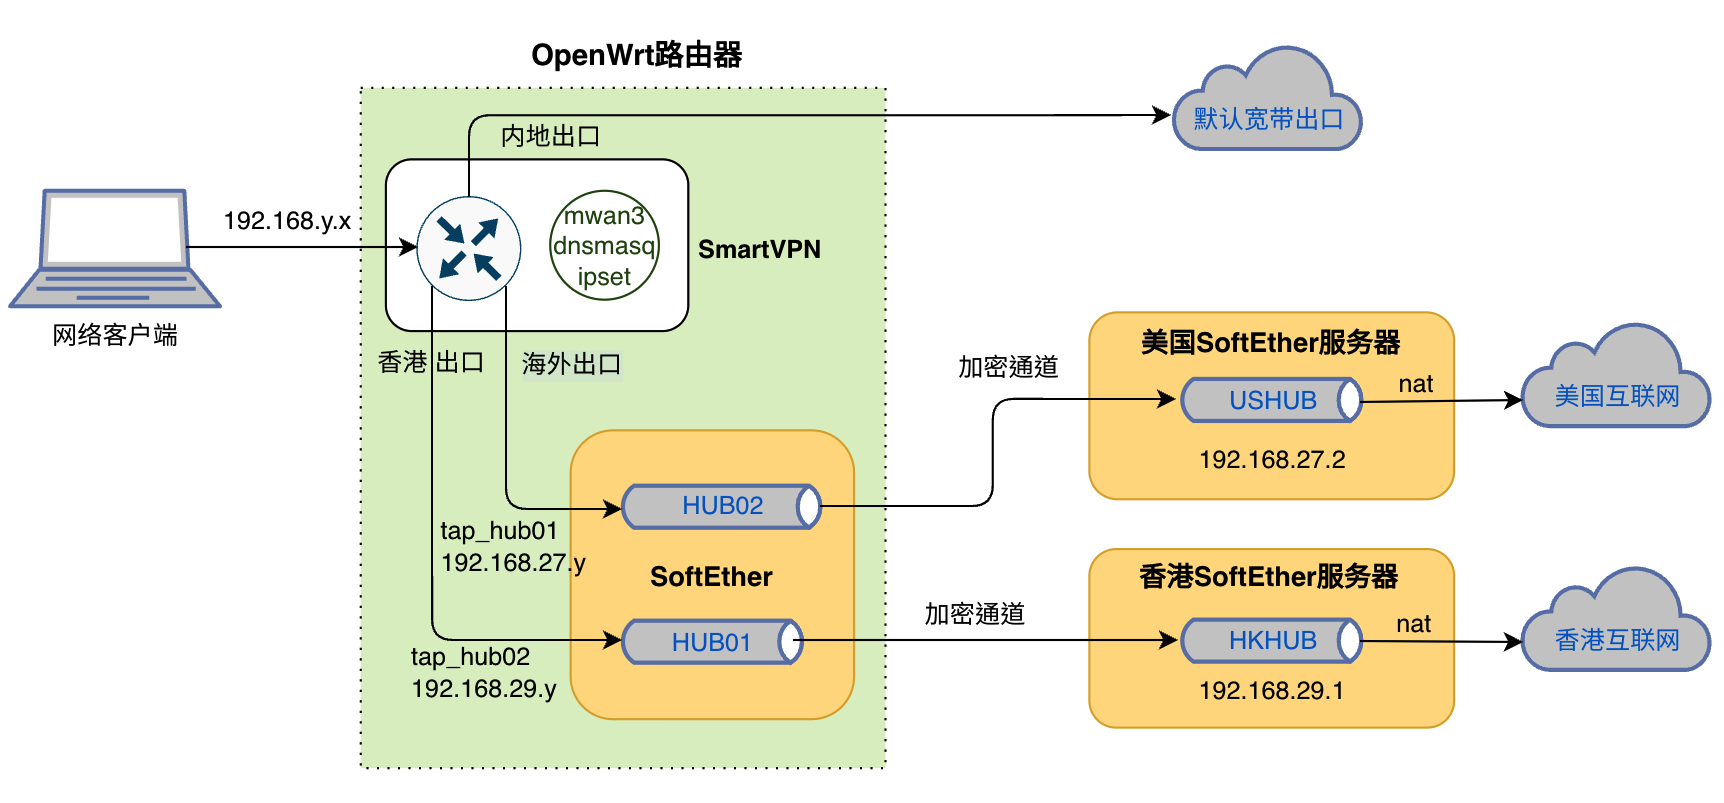 OpenWrt路由器
默认宽带出口
内地出口
192.168.y.x
mwan3
dnsmasq
ipset
SmartVPN
网络客户端
香港 出口
海外出口
美国SoftEther服务器
加密通道
USHUB
nat
美国互联网
192.168.27.2
HUB02
tap_hub01
192.168.27.y
SoftEther
香港SoftEther服务器
加密通道
HUB01
HKHUB
nat
香港互联网
tap_hub02
192.168.29.y
192.168.29.1